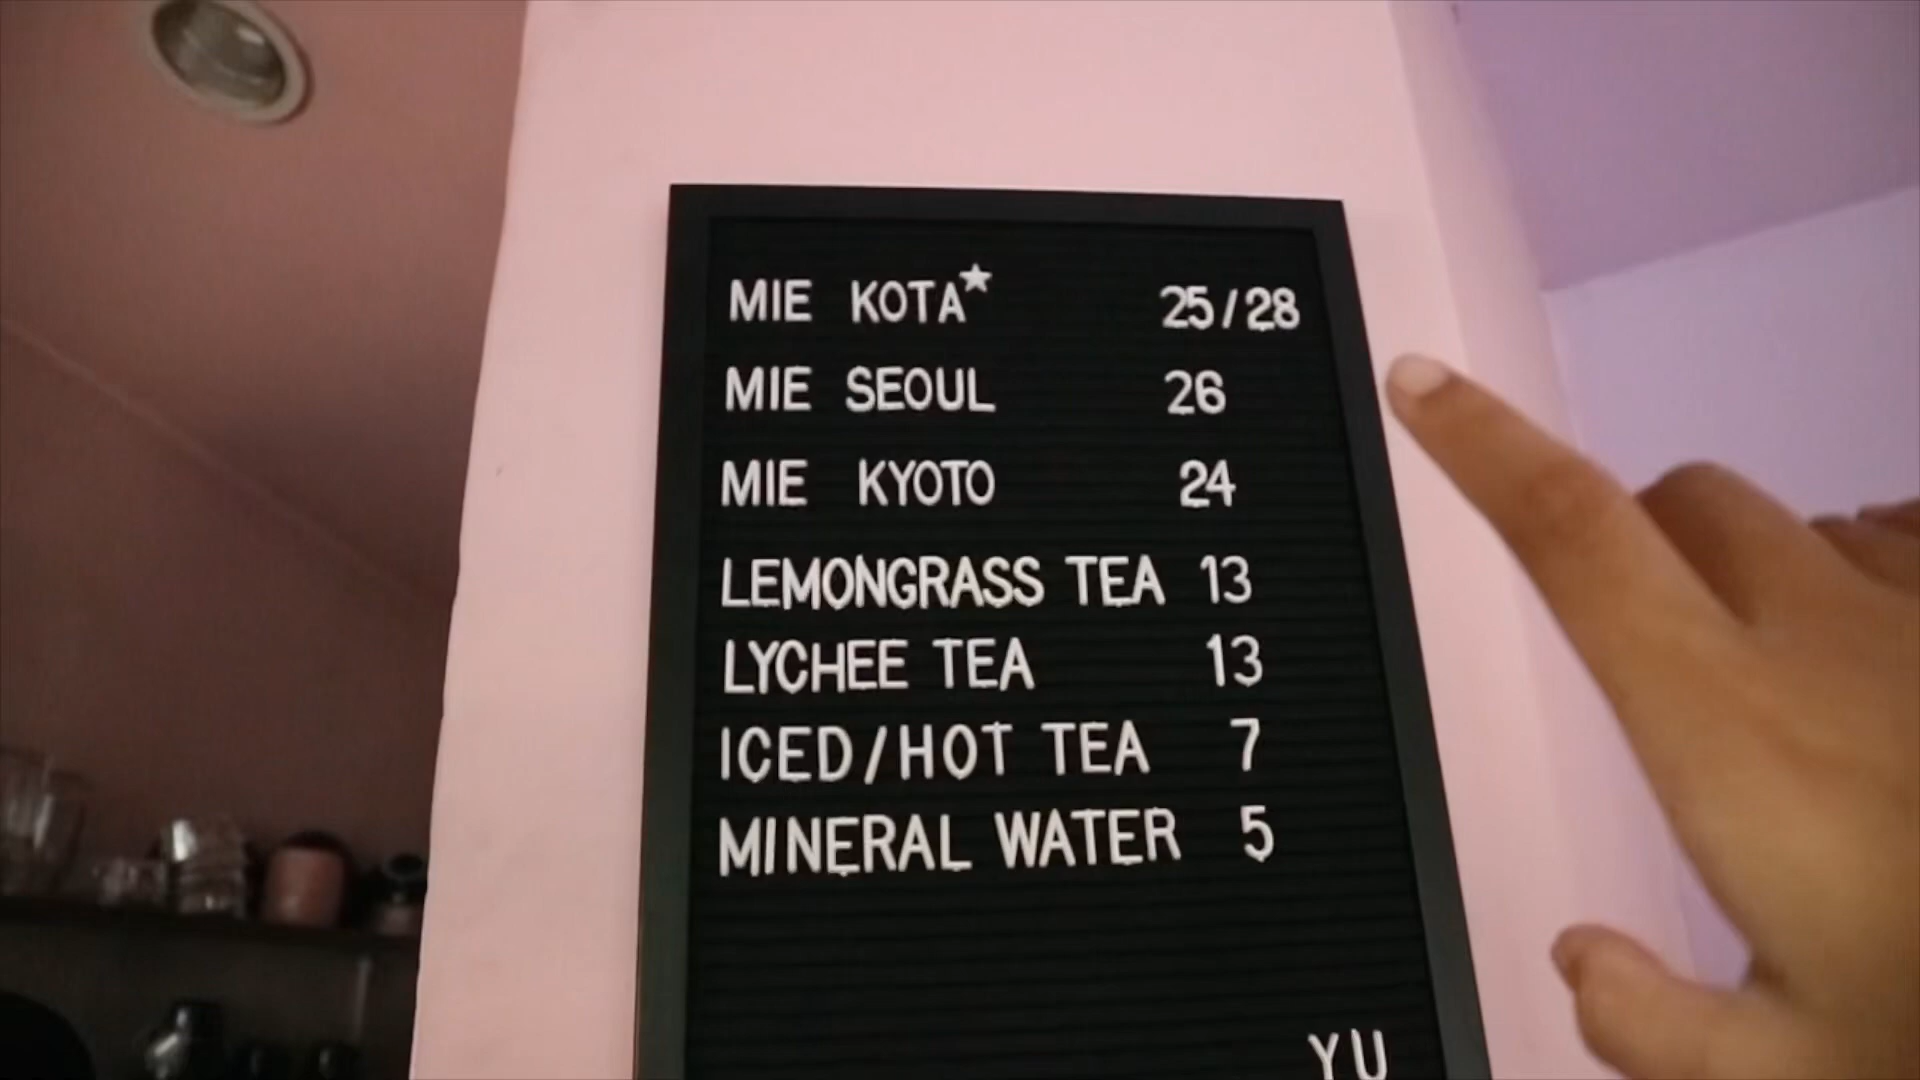 MIE KOTA★ 25/28
MIE SEOUL 26
MIE KYOTO 24
LEMONGRASS TEA 13
LYCHEE TEA 13
ICED/HOT TEA 7
MINERAL WATER 5
YU